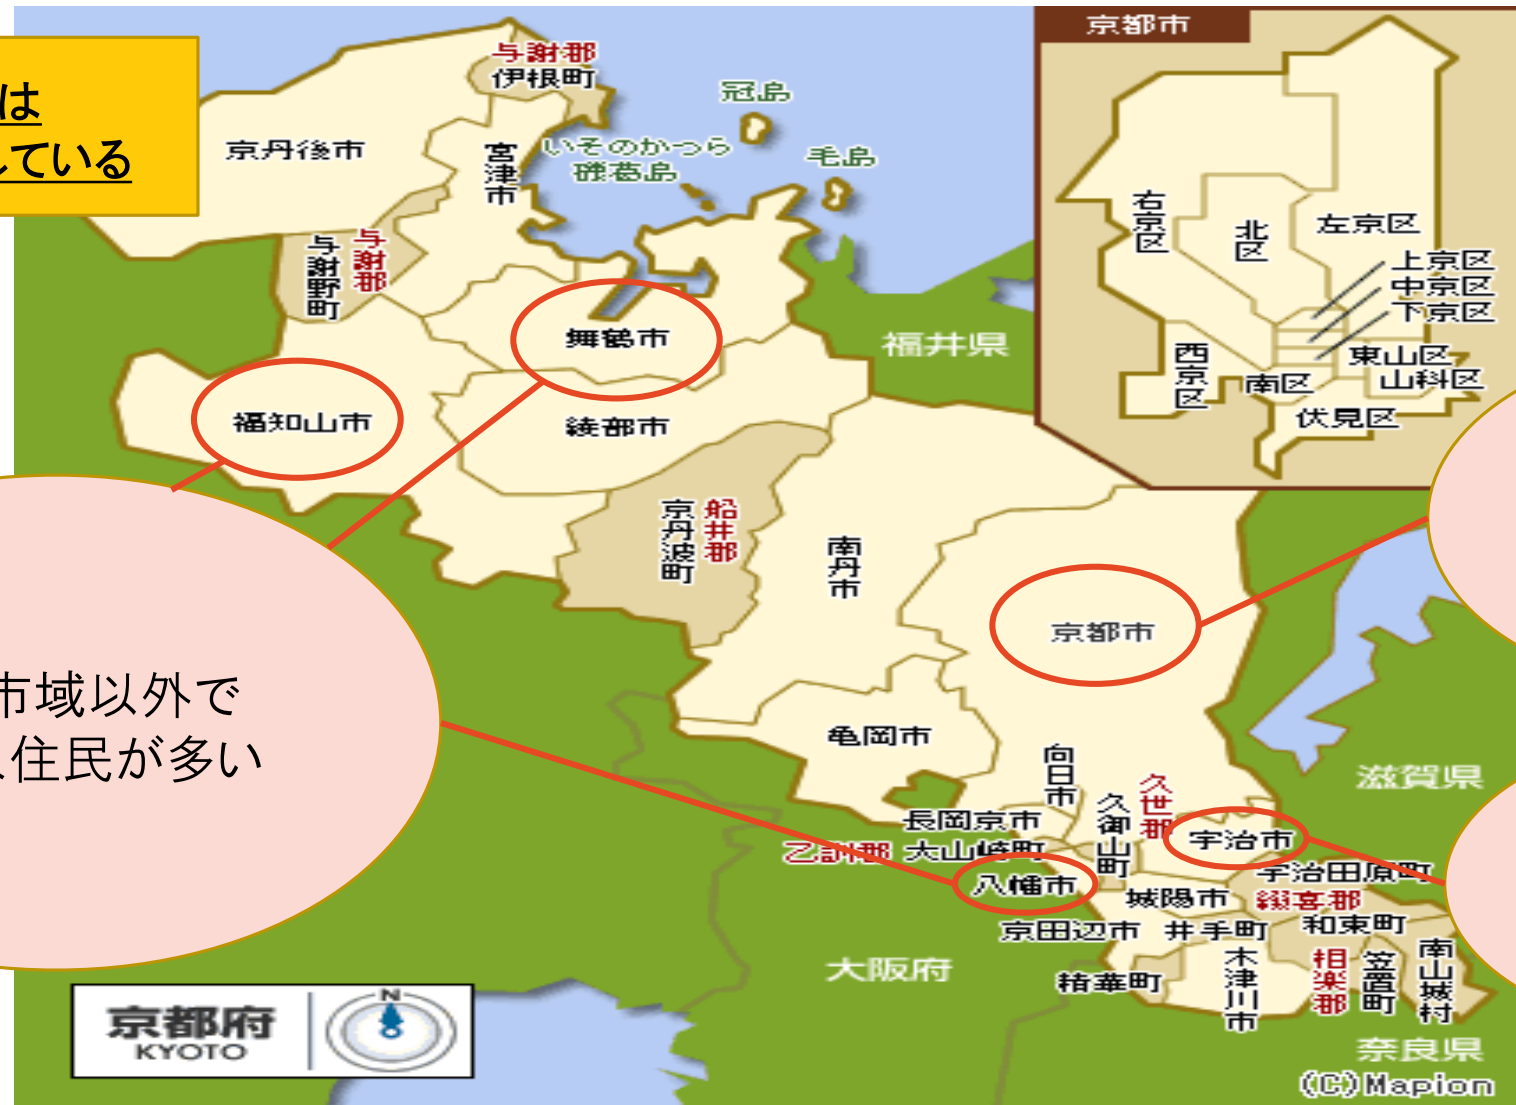 は
している
京都市
与謝郡
伊根町
冠島
京丹後市
宮津市
いそのかつら
磯葛島
毛島
右京区
北区
左京区
上京区
中京区
下京区
与謝野町
与謝郡
舞鶴市
福井県
西京区
南区
東山区
山科区
伏見区
福知山市
綾部市
京丹波町
船井郡
南丹市
京都市
市域以外で
住民が多い
亀岡市
向日市
滋賀県
久御山町
久世郡
長岡京市
宇治市
乙訓郡 大山崎町
八幡市
宇治田原町
城陽市
綴喜郡
京田辺市
井手町
和束町
大阪府
精華町
木津川市
相楽郡
笠置町
南山城村
京都府
KYOTO
N
奈良県
(C)Mapion